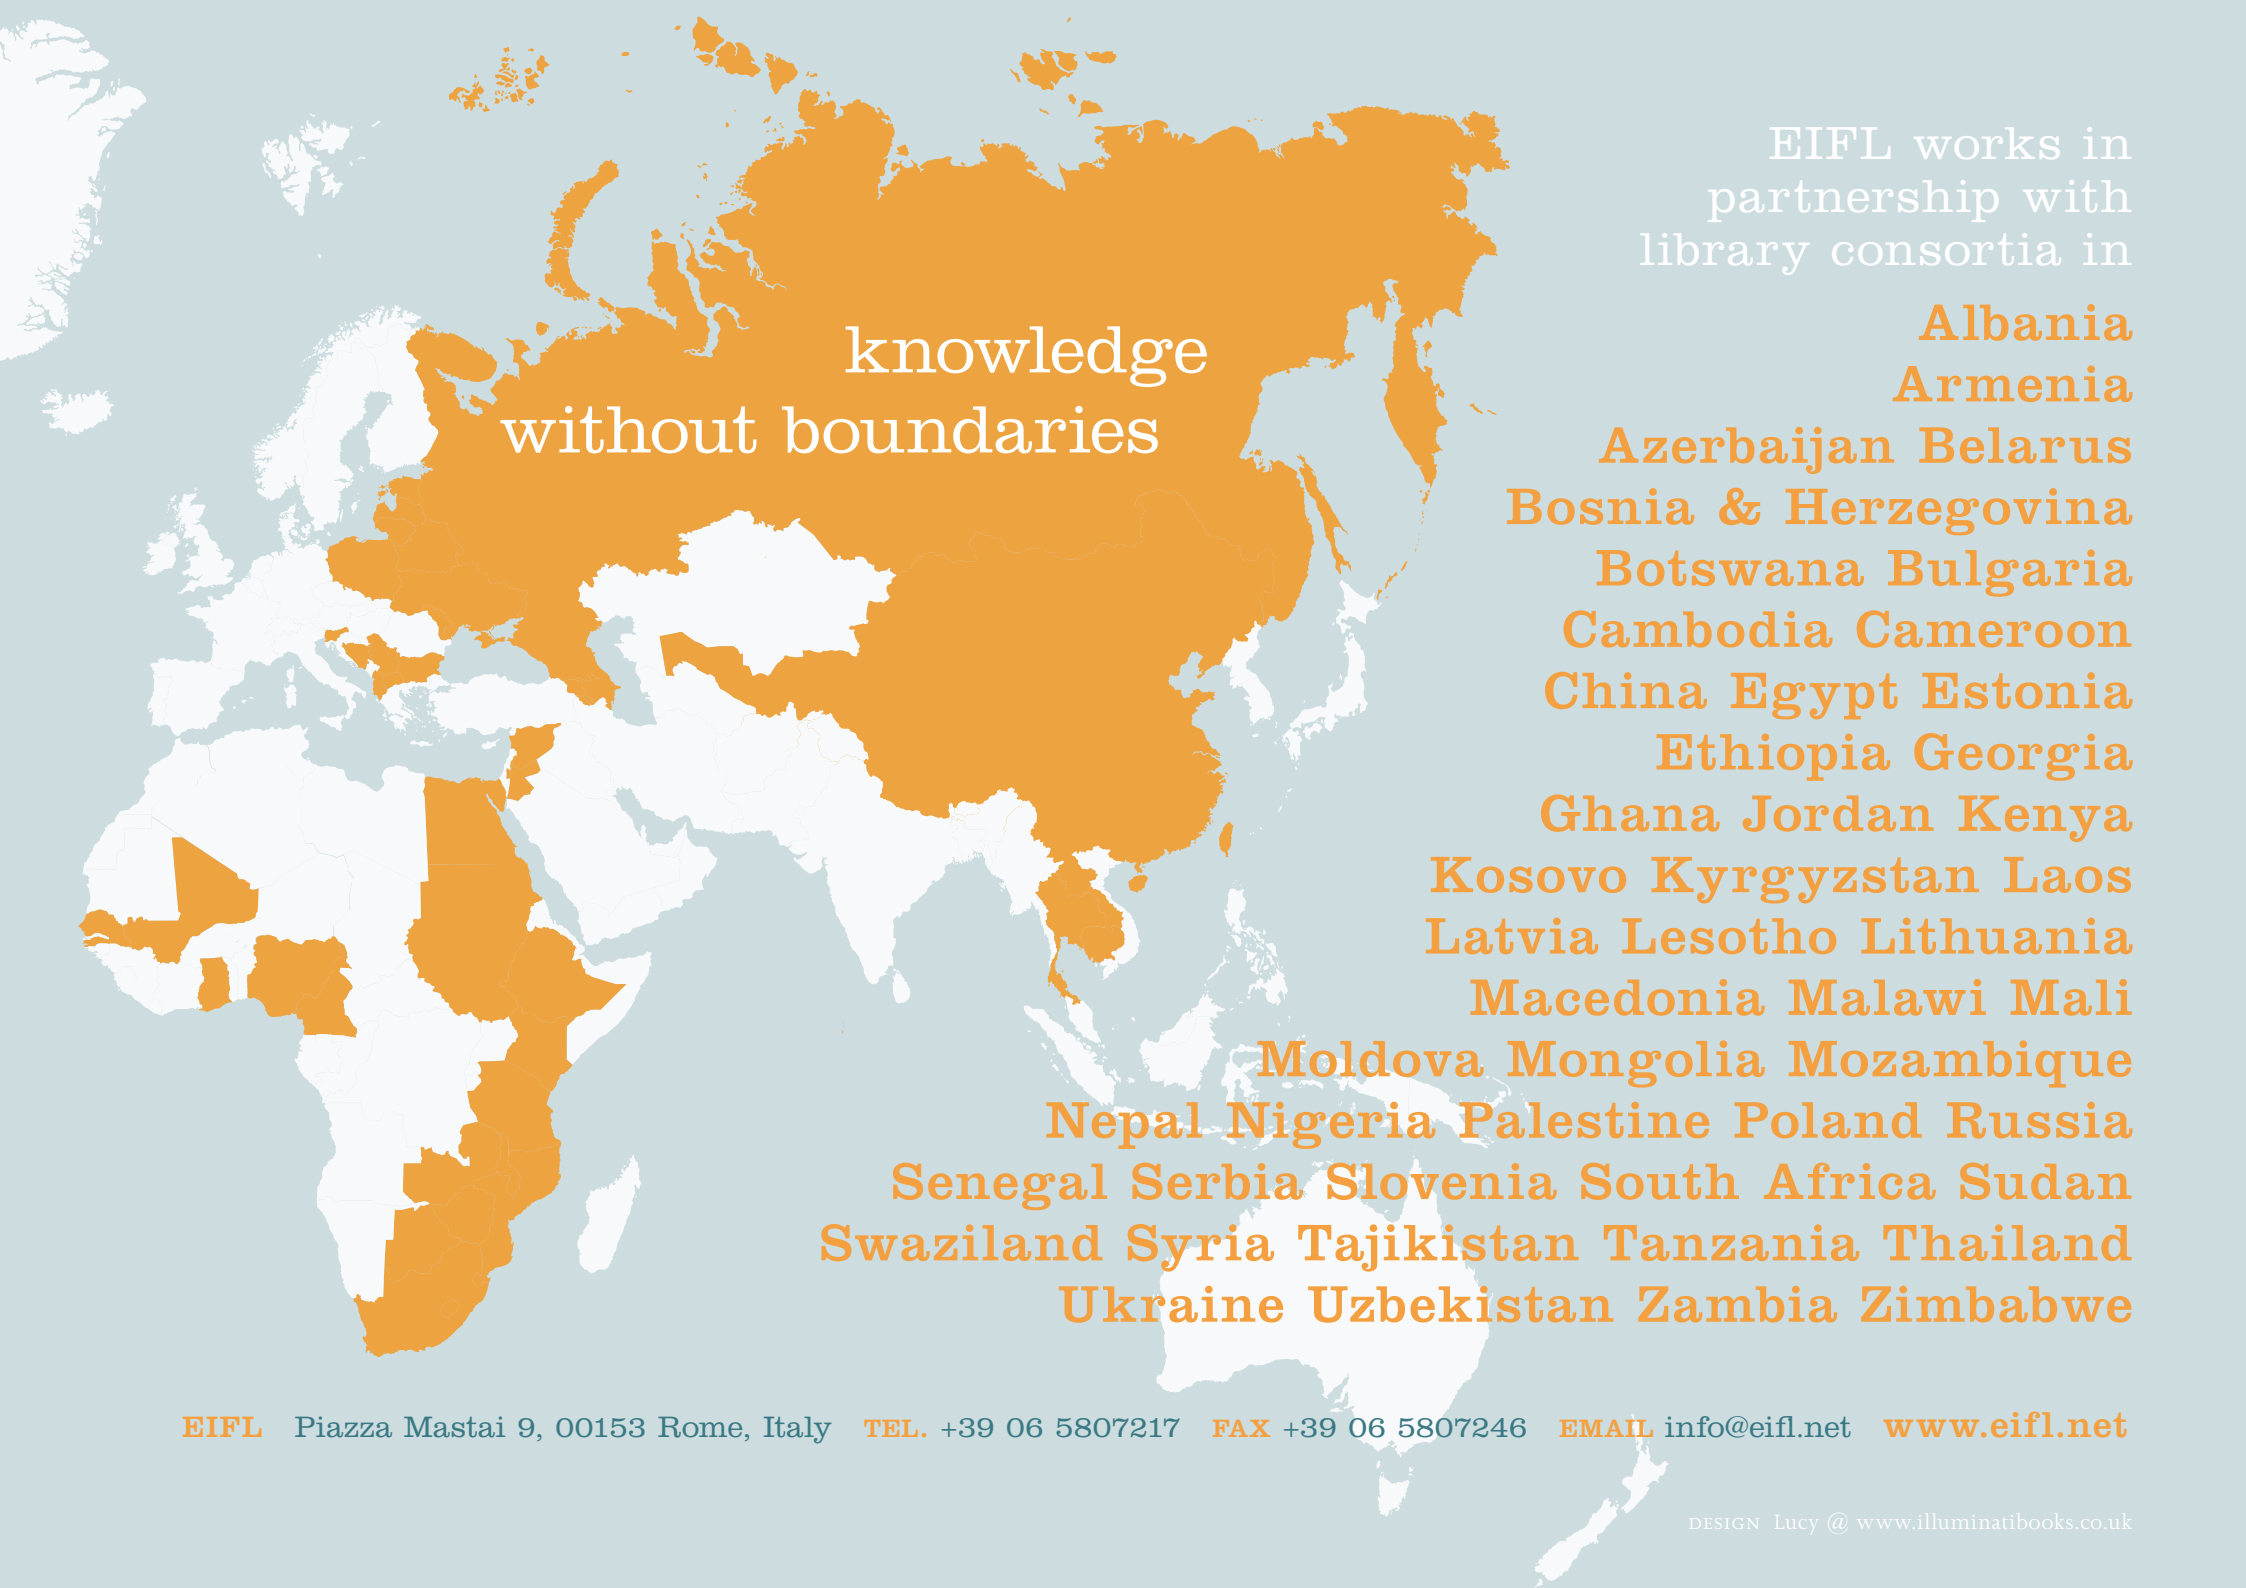 knowledge
without boundaries
EIFL works in
partnership with
library consortia in
Albania
Armenia
Azerbaijan Belarus
Bosnia & Herzegovina
Botswana Bulgaria
Cambodia Cameroon
China Egypt Estonia
Ethiopia Georgia
Ghana Jordan Kenya
Kosovo Kyrgyzstan Laos
Latvia Lesotho Lithuania
Macedonia Malawi Mali
Moldova Mongolia Mozambique
Nepal Nigeria Palestine Poland Russia
Senegal Serbia Slovenia South Africa Sudan
Swaziland Syria Tajikistan Tanzania Thailand
Ukraine Uzbekistan Zambia Zimbabwe
EIFL Piazza Mastai 9, 00153 Rome, Italy TEL. +39 06 5807217 FAX +39 06 5807246 EMAIL info@eifl.net www.eifl.net
DESIGN Lucy @ www.illuminatibooks.co.uk